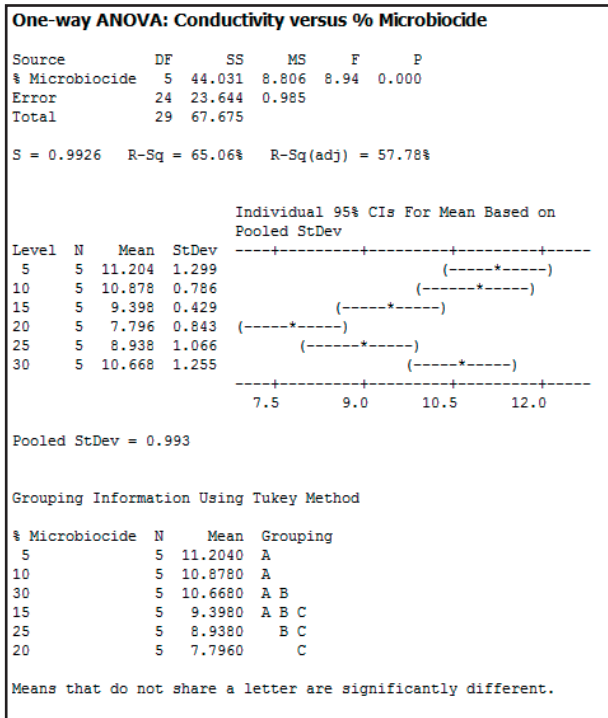 One-way ANOVA: Conductivity versus % Microbiocide
Source DF SS MS F P
% Microbiocide 5 44.031 8.806 8.94 0.000
Error 24 23.644 0.985
Total 29 67.675
S = 0.9926 R-Sq = 65.06% R-Sq(adj) = 57.78%
Individual 95% CIs For Mean Based on
Pooled StDev
Level N Mean StDev ----+---------+---------+---------+-----
5 5 11.204 1.299 (-----*-----)
10 5 10.878 0.786 (------*-----)
15 5 9.398 0.429 (-----*-----)
20 5 7.796 0.843 (-----*-----)
25 5 8.938 1.066 (------*-----)
30 5 10.668 1.255 (-----*-----)
----+---------+---------+---------+-----
7.5 9.0 10.5 12.0
Pooled StDev = 0.993
Grouping Information Using Tukey Method
% Microbiocide N Mean Grouping
5 5 11.2040 A
10 5 10.8780 A
30 5 10.6680 A B
15 5 9.3980 A B C
25 5 8.9380 B C
20 5 7.7960 C
Means that do not share a letter are significantly different.